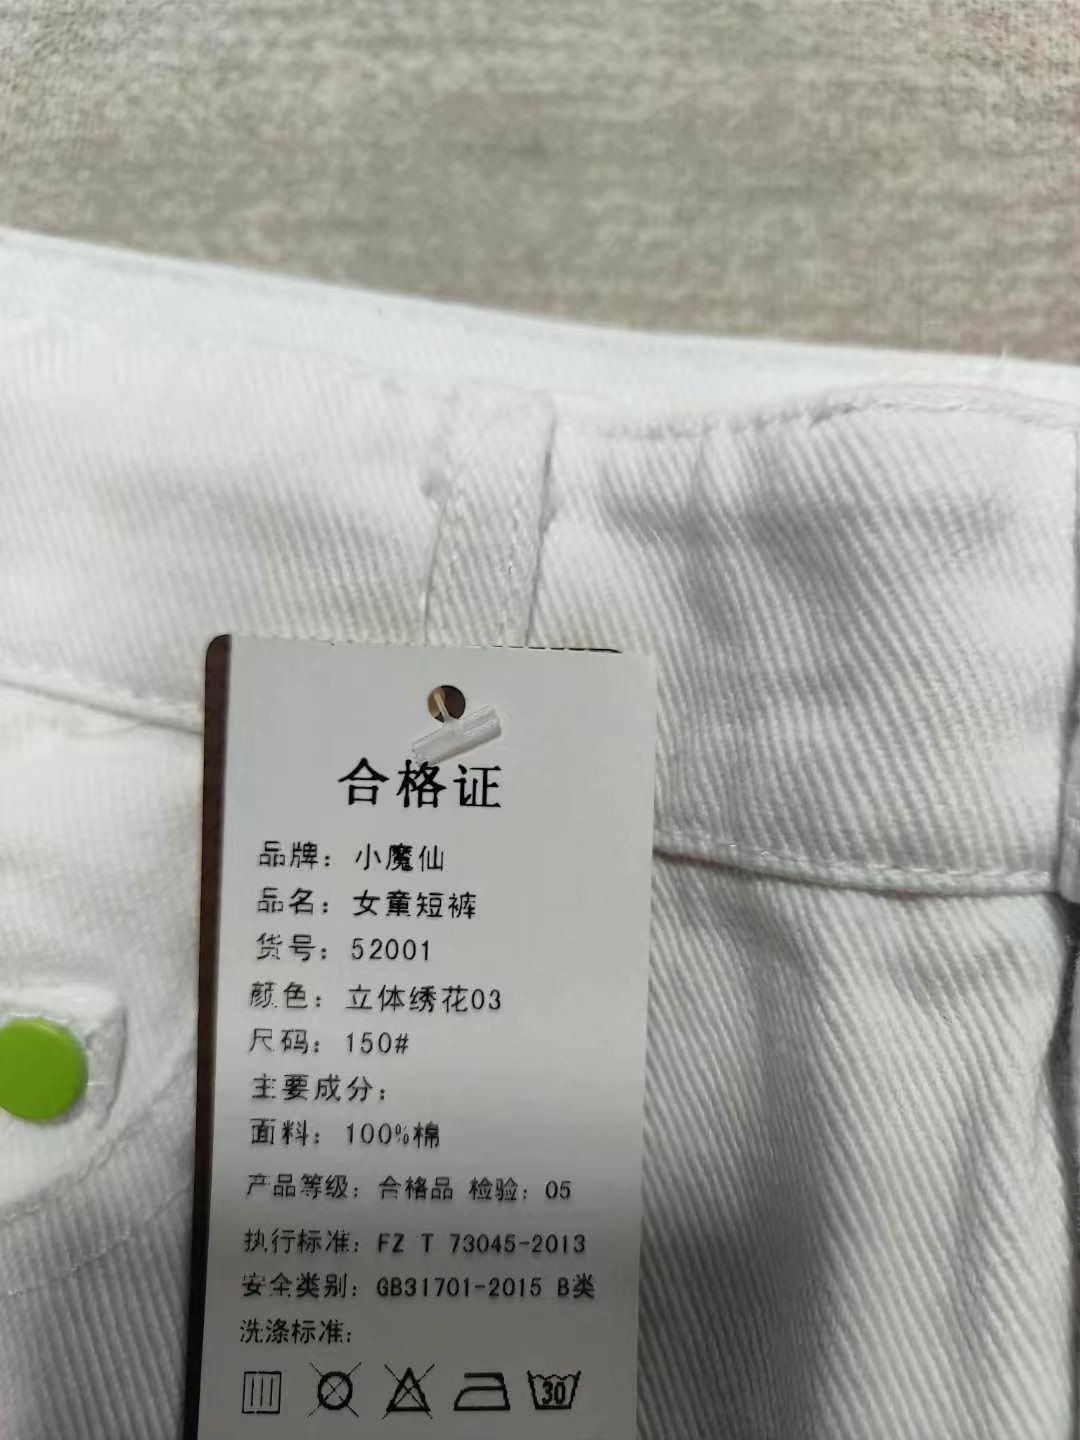 合格证
品牌：小魔仙
品名：女童短裤
货号：52001
颜色：立体绣花03
尺码：150#
主要成分：
面料：100%棉
产品等级：合格品 检验：05
执行标准：FZ T 73045-2013
安全类别：GB31701-2015 B类
洗涤标准：
30